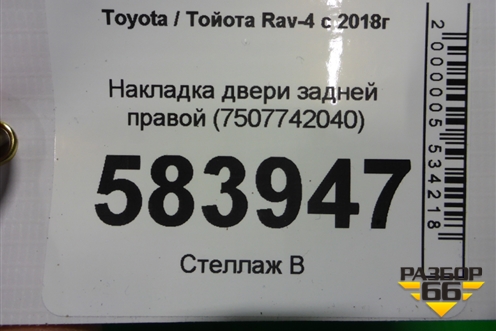 Toyota / Тойота Rav-4 с 2018г
Накладка двери задней
правой (7507742040)
583947
Стеллаж В
2000005534218
РАЗБОР
66